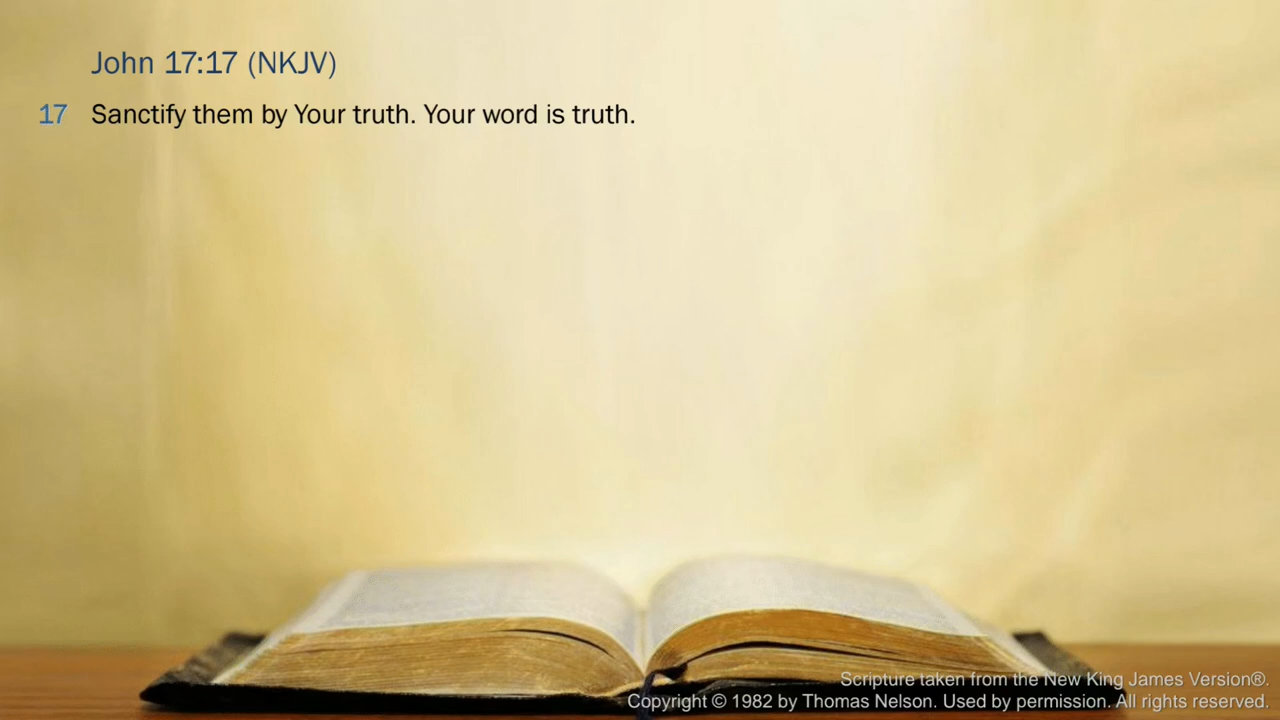 John 17:17 (NKJV)
17 Sanctify them by Your truth. Your word is truth.
Scripture taken from the New King James Version®.
Copyright © 1982 by Thomas Nelson. Used by permission. All rights reserved.